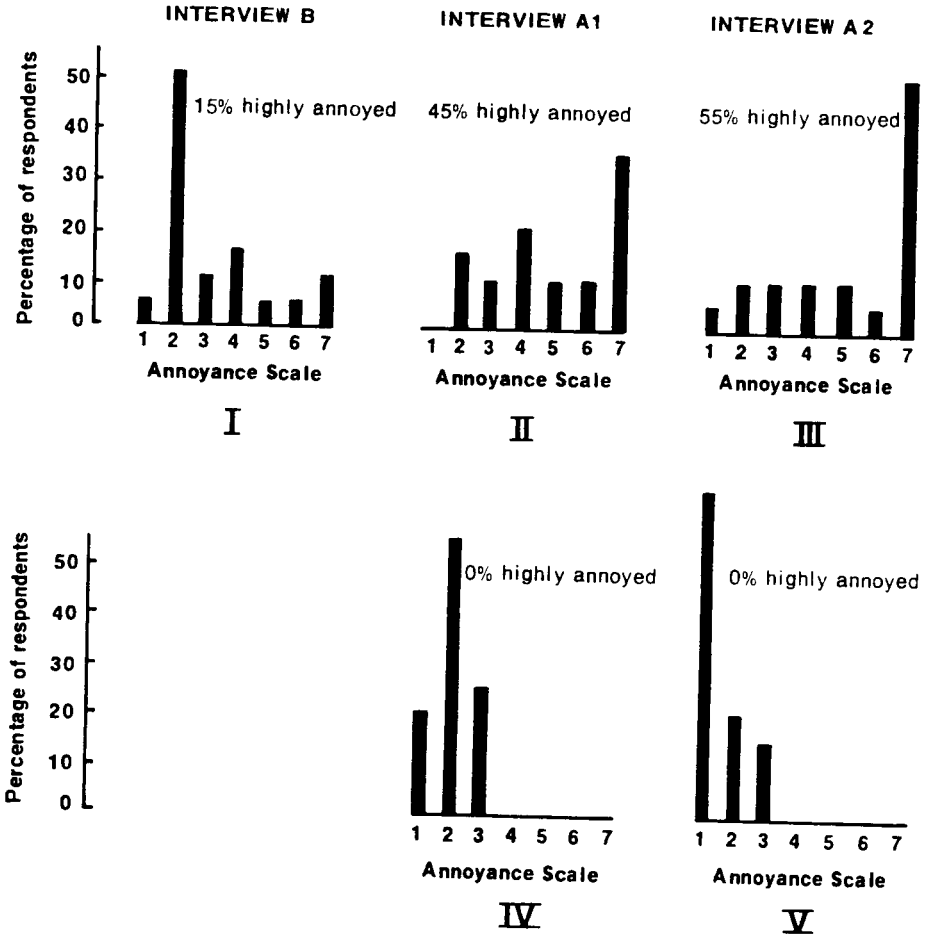 INTERVIEW B
INTERVIEW A1
INTERVIEW A2
Percentage of respondents
50
40
30
20
10
0
15% highly annoyed
45% highly annoyed
55% highly annoyed
1 2 3 4 5 6 7
1 2 3 4 5 6 7
1 2 3 4 5 6 7
Annoyance Scale
Annoyance Scale
Annoyance Scale
I
II
III
Percentage of respondents
50
40
30
20
10
0
0% highly annoyed
0% highly annoyed
1 2 3 4 5 6 7
1 2 3 4 5 6 7
Annoyance Scale
Annoyance Scale
IV
V